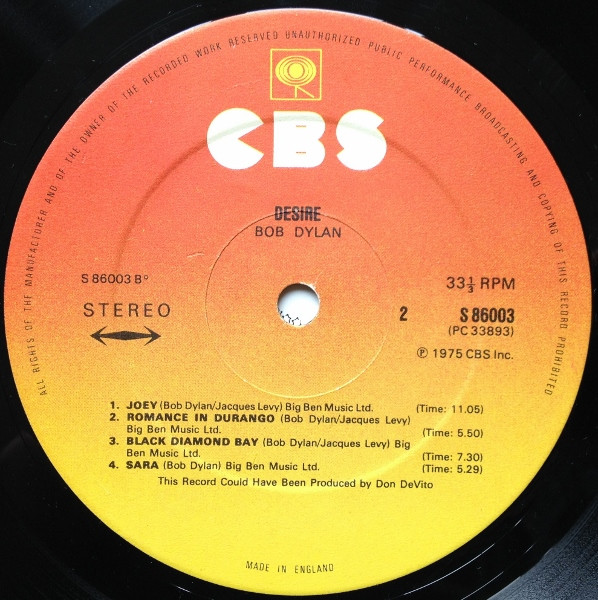 ALL RIGHTS OF THE MANUFACTURER AND OF THE OWNER OF THE RECORDED WORK RESERVED UNAUTHORIZED PUBLIC PERFORMANCE BROADCASTING AND COPYING OF THIS RECORD PROHIBITED
CBS
DESIRE
BOB DYLAN
S 86003 Bº
33⅓ RPM
STEREO
2 S 86003
(PC 33893)
℗ 1975 CBS Inc.
1. JOEY (Bob Dylan/Jacques Levy) Big Ben Music Ltd. (Time: 11.05)
2. ROMANCE IN DURANGO (Bob Dylan/Jacques Levy)
Big Ben Music Ltd. (Time: 5.50)
3. BLACK DIAMOND BAY (Bob Dylan/Jacques Levy) Big
Ben Music Ltd. (Time: 7.30)
4. SARA (Bob Dylan) Big Ben Music Ltd. (Time: 5.29)
This Record Could Have Been Produced by Don DeVito
MADE IN ENGLAND